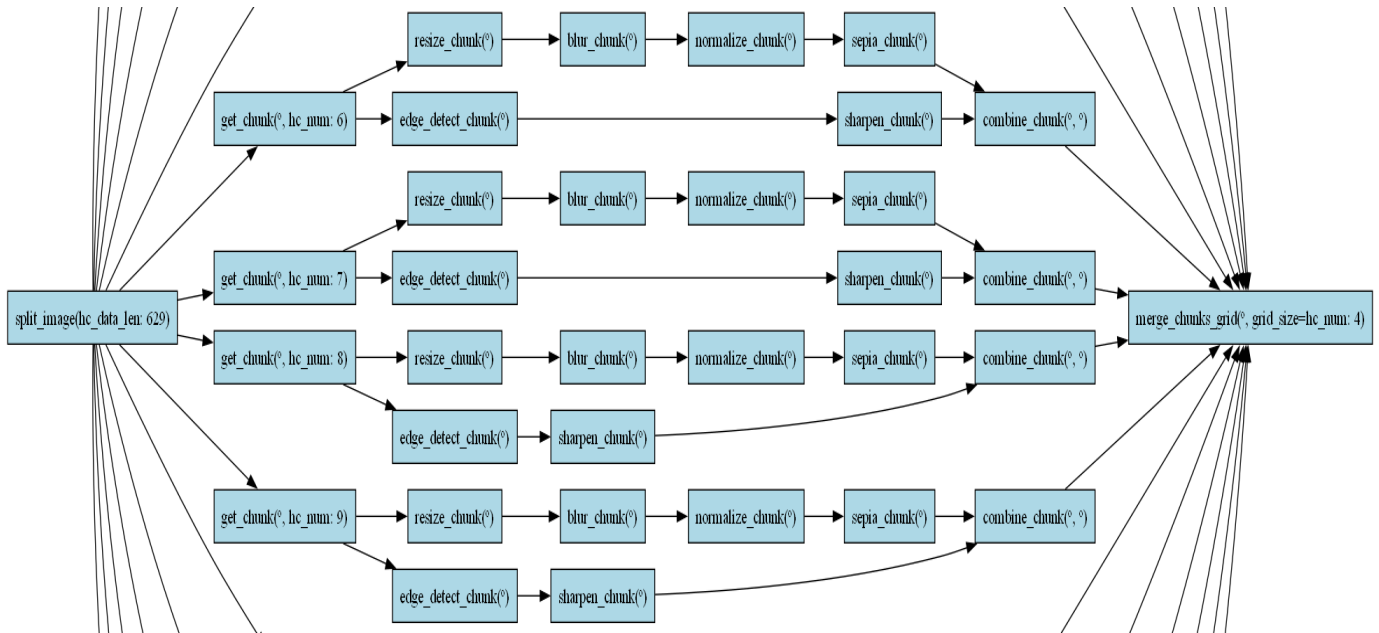 resize_chunk(°)
blur_chunk(°)
normalize_chunk(°)
sepia_chunk(°)
get_chunk(°, hc_num: 6)
edge_detect_chunk(°)
sharpen_chunk(°)
combine_chunk(°, °)
resize_chunk(°)
blur_chunk(°)
normalize_chunk(°)
sepia_chunk(°)
get_chunk(°, hc_num: 7)
edge_detect_chunk(°)
sharpen_chunk(°)
combine_chunk(°, °)
split_image(hc_data_len: 629)
merge_chunks_grid(°, grid_size=hc_num: 4)
get_chunk(°, hc_num: 8)
resize_chunk(°)
blur_chunk(°)
normalize_chunk(°)
sepia_chunk(°)
combine_chunk(°, °)
edge_detect_chunk(°)
sharpen_chunk(°)
get_chunk(°, hc_num: 9)
resize_chunk(°)
blur_chunk(°)
normalize_chunk(°)
sepia_chunk(°)
combine_chunk(°, °)
edge_detect_chunk(°)
sharpen_chunk(°)